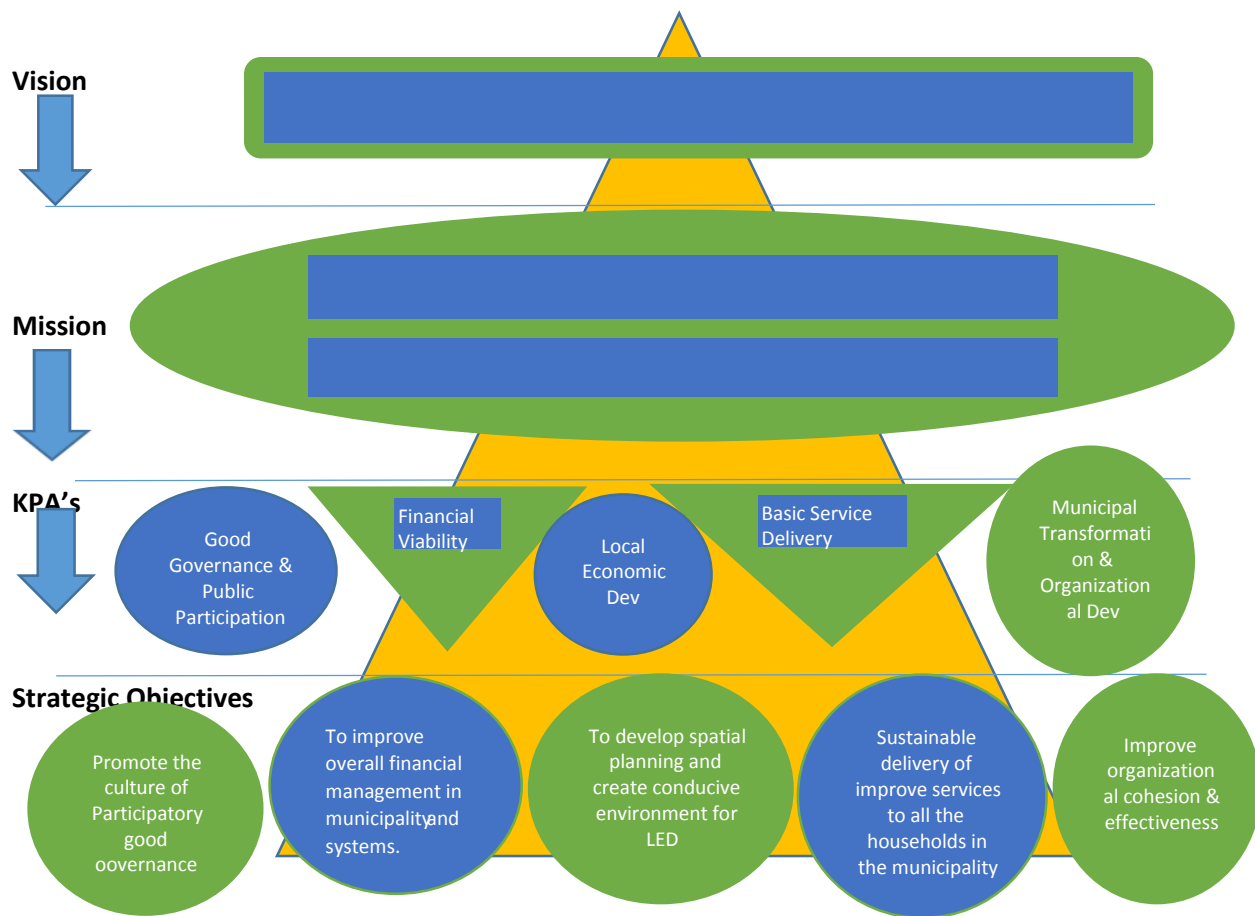 Vision
Mission
KPA's
Good
Governance &
Public
Participation
Financial
Viability
Local
Economic
Dev
Basic Service
Delivery
Municipal
Transformati
on &
Organization
al Dev
Strategic Objectives
Promote the
culture of
Participatory
good
oovernance
To improve
overall financial
management in
municipality and
systems.
To develop spatial
planning and
create conducive
environment for
LED
Sustainable
delivery of
improve services
to all the
households in
the municipality
Improve
organization
al cohesion &
effectiveness